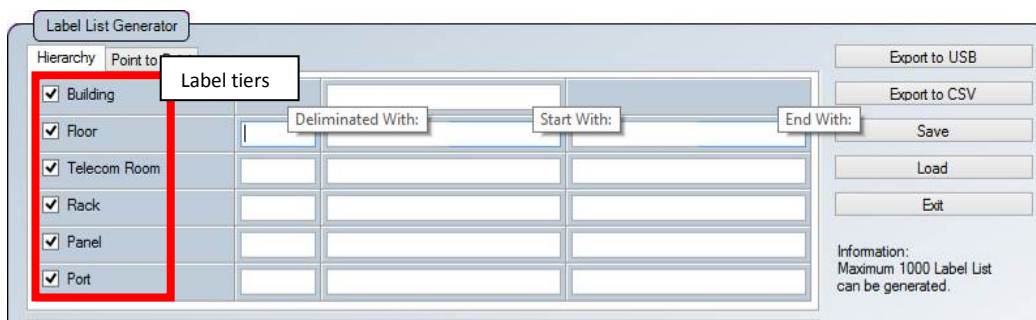 Label List Generator
Hierarchy Point to
Label tiers
Building
Deliminated With: Start With: End With:
Floor
Telecom Room
Rack
Panel
Port
Export to USB
Export to CSV
Save
Load
Exit
Information:
Maximum 1000 Label List
can be generated.